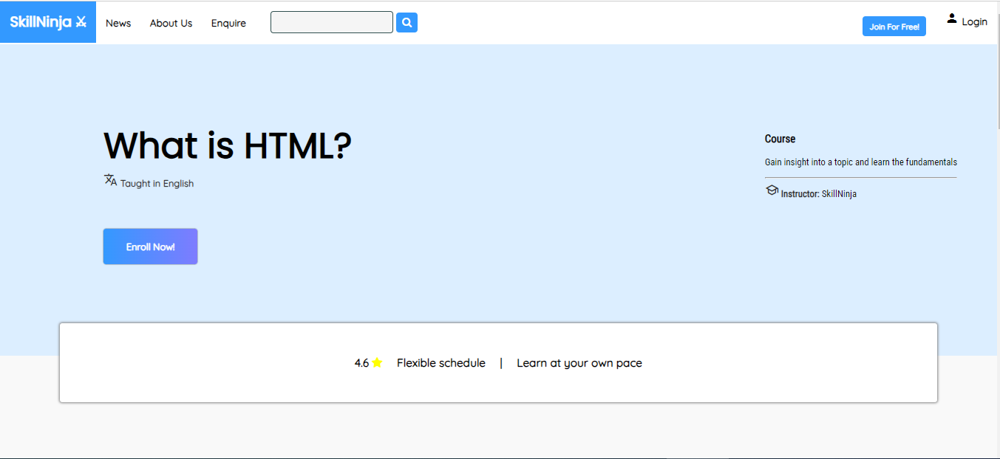 SkillNinja
News
About Us
Enquire
Join For Free!
Login
What is HTML?
Taught in English
Enroll Now!
Course
Gain insight into a topic and learn the fundamentals
Instructor: SkillNinja
4.6 Flexible schedule | Learn at your own pace